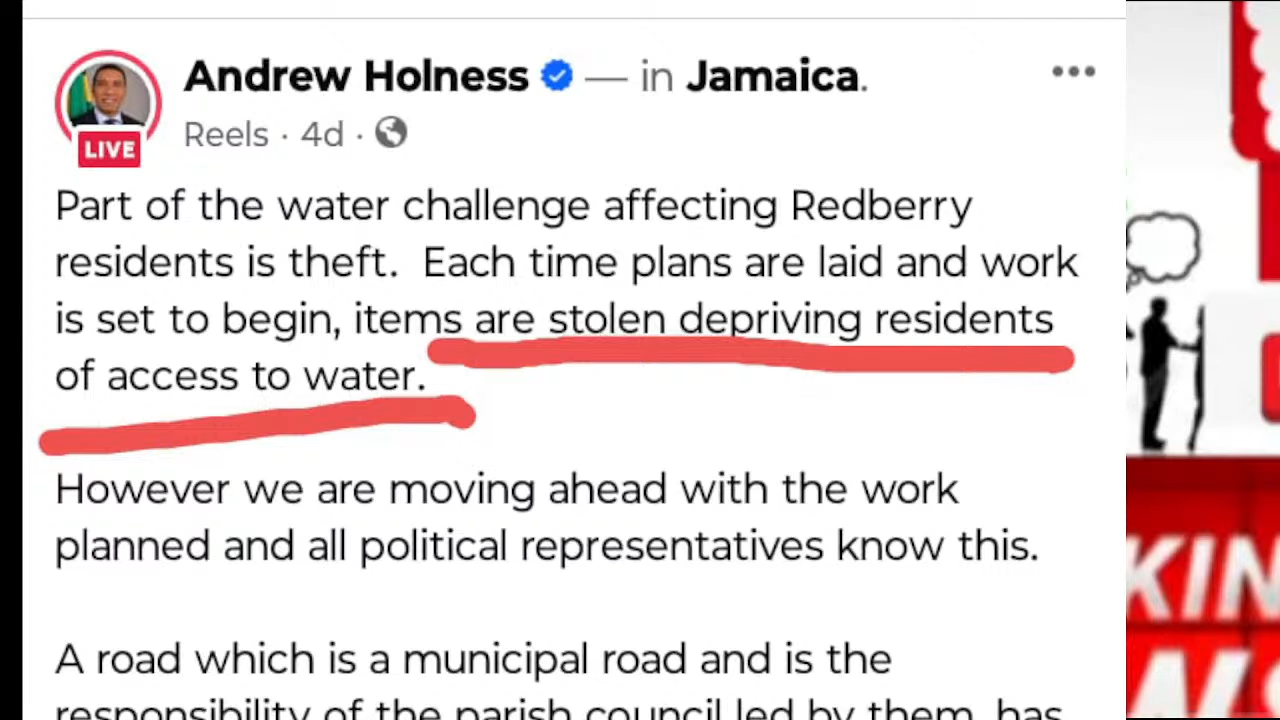 Andrew Holness — in Jamaica.
Reels · 4d ·
LIVE
Part of the water challenge affecting Redberry
residents is theft. Each time plans are laid and work
is set to begin, items are stolen depriving residents
of access to water.
However we are moving ahead with the work
planned and all political representatives know this.
A road which is a municipal road and is the
responsibility of the parish council led by them, has
KIN